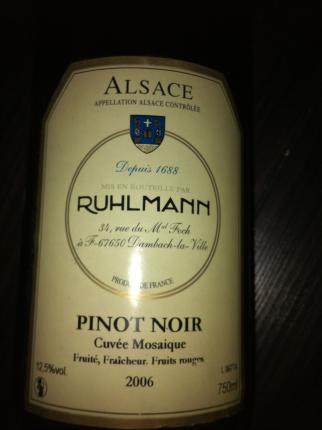 ALSACE
APPELLATION ALSACE CONTRÔLÉE
Depuis 1688
MIS EN BOUTEILLE PAR
RUHLMANN
34, rue du Mal Foch
à F-67650 Dambach-la-Ville
PRODUIT DE FRANCE
PINOT NOIR
Cuvée Mosaique
Fruité, Fraîcheur. Fruits rouges
12,5%vol.
2006
750ml